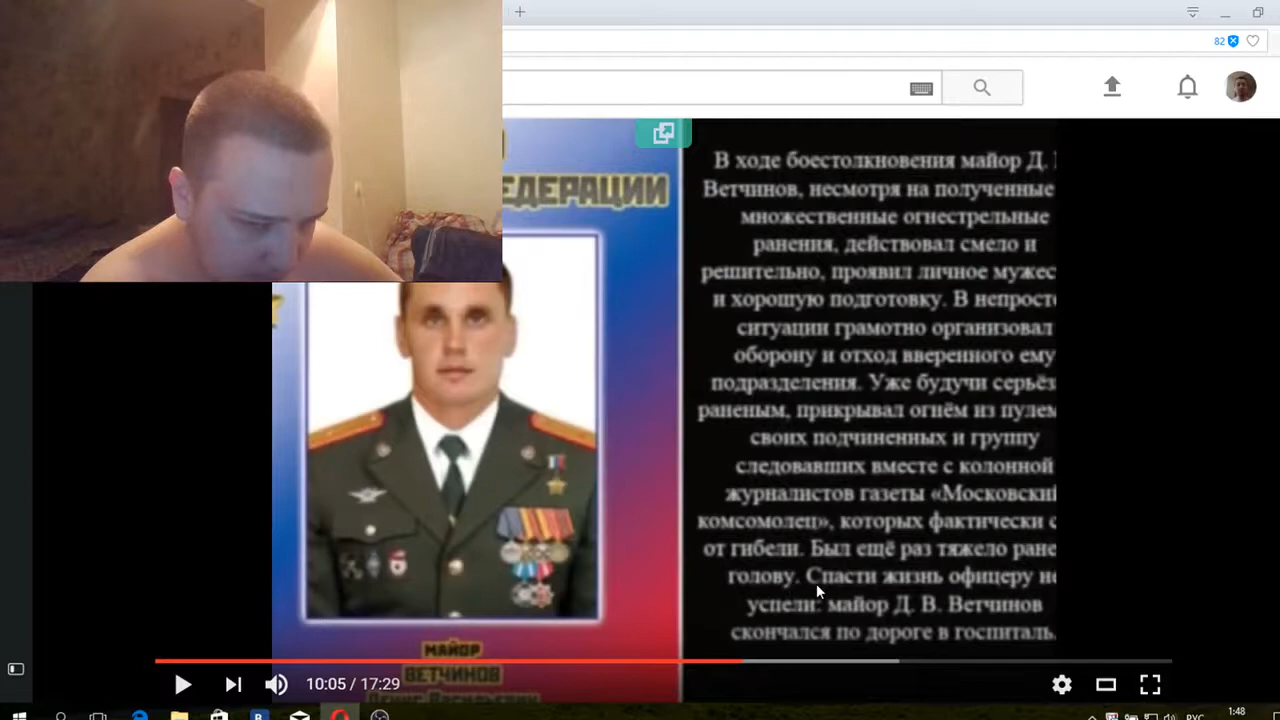 82
ЕДЕРАЦИИ
В ходе боестолкновения майор Д.
Ветчинов, несмотря на полученные
множественные огнестрельные
ранения, действовал смело и
решительно, проявил личное мужес
и хорошую подготовку. В непросто
ситуации грамотно организовал
оборону и отход вверенного ему
подразделения. Уже будучи серьёз
раненым, прикрывал огнём из пулем
своих подчиненных и группу
следовавших вместе с колонной
журналистов газеты «Московский
комсомолец», которых фактически с
от гибели. Был ещё раз тяжело ране
голову. Спасти жизнь офицеру не
успели: майор Д. В. Ветчинов
скончался по дороге в госпиталь.
МАЙОР
ВЕТЧИНОВ
10:05 / 17:29
РУС
1:48